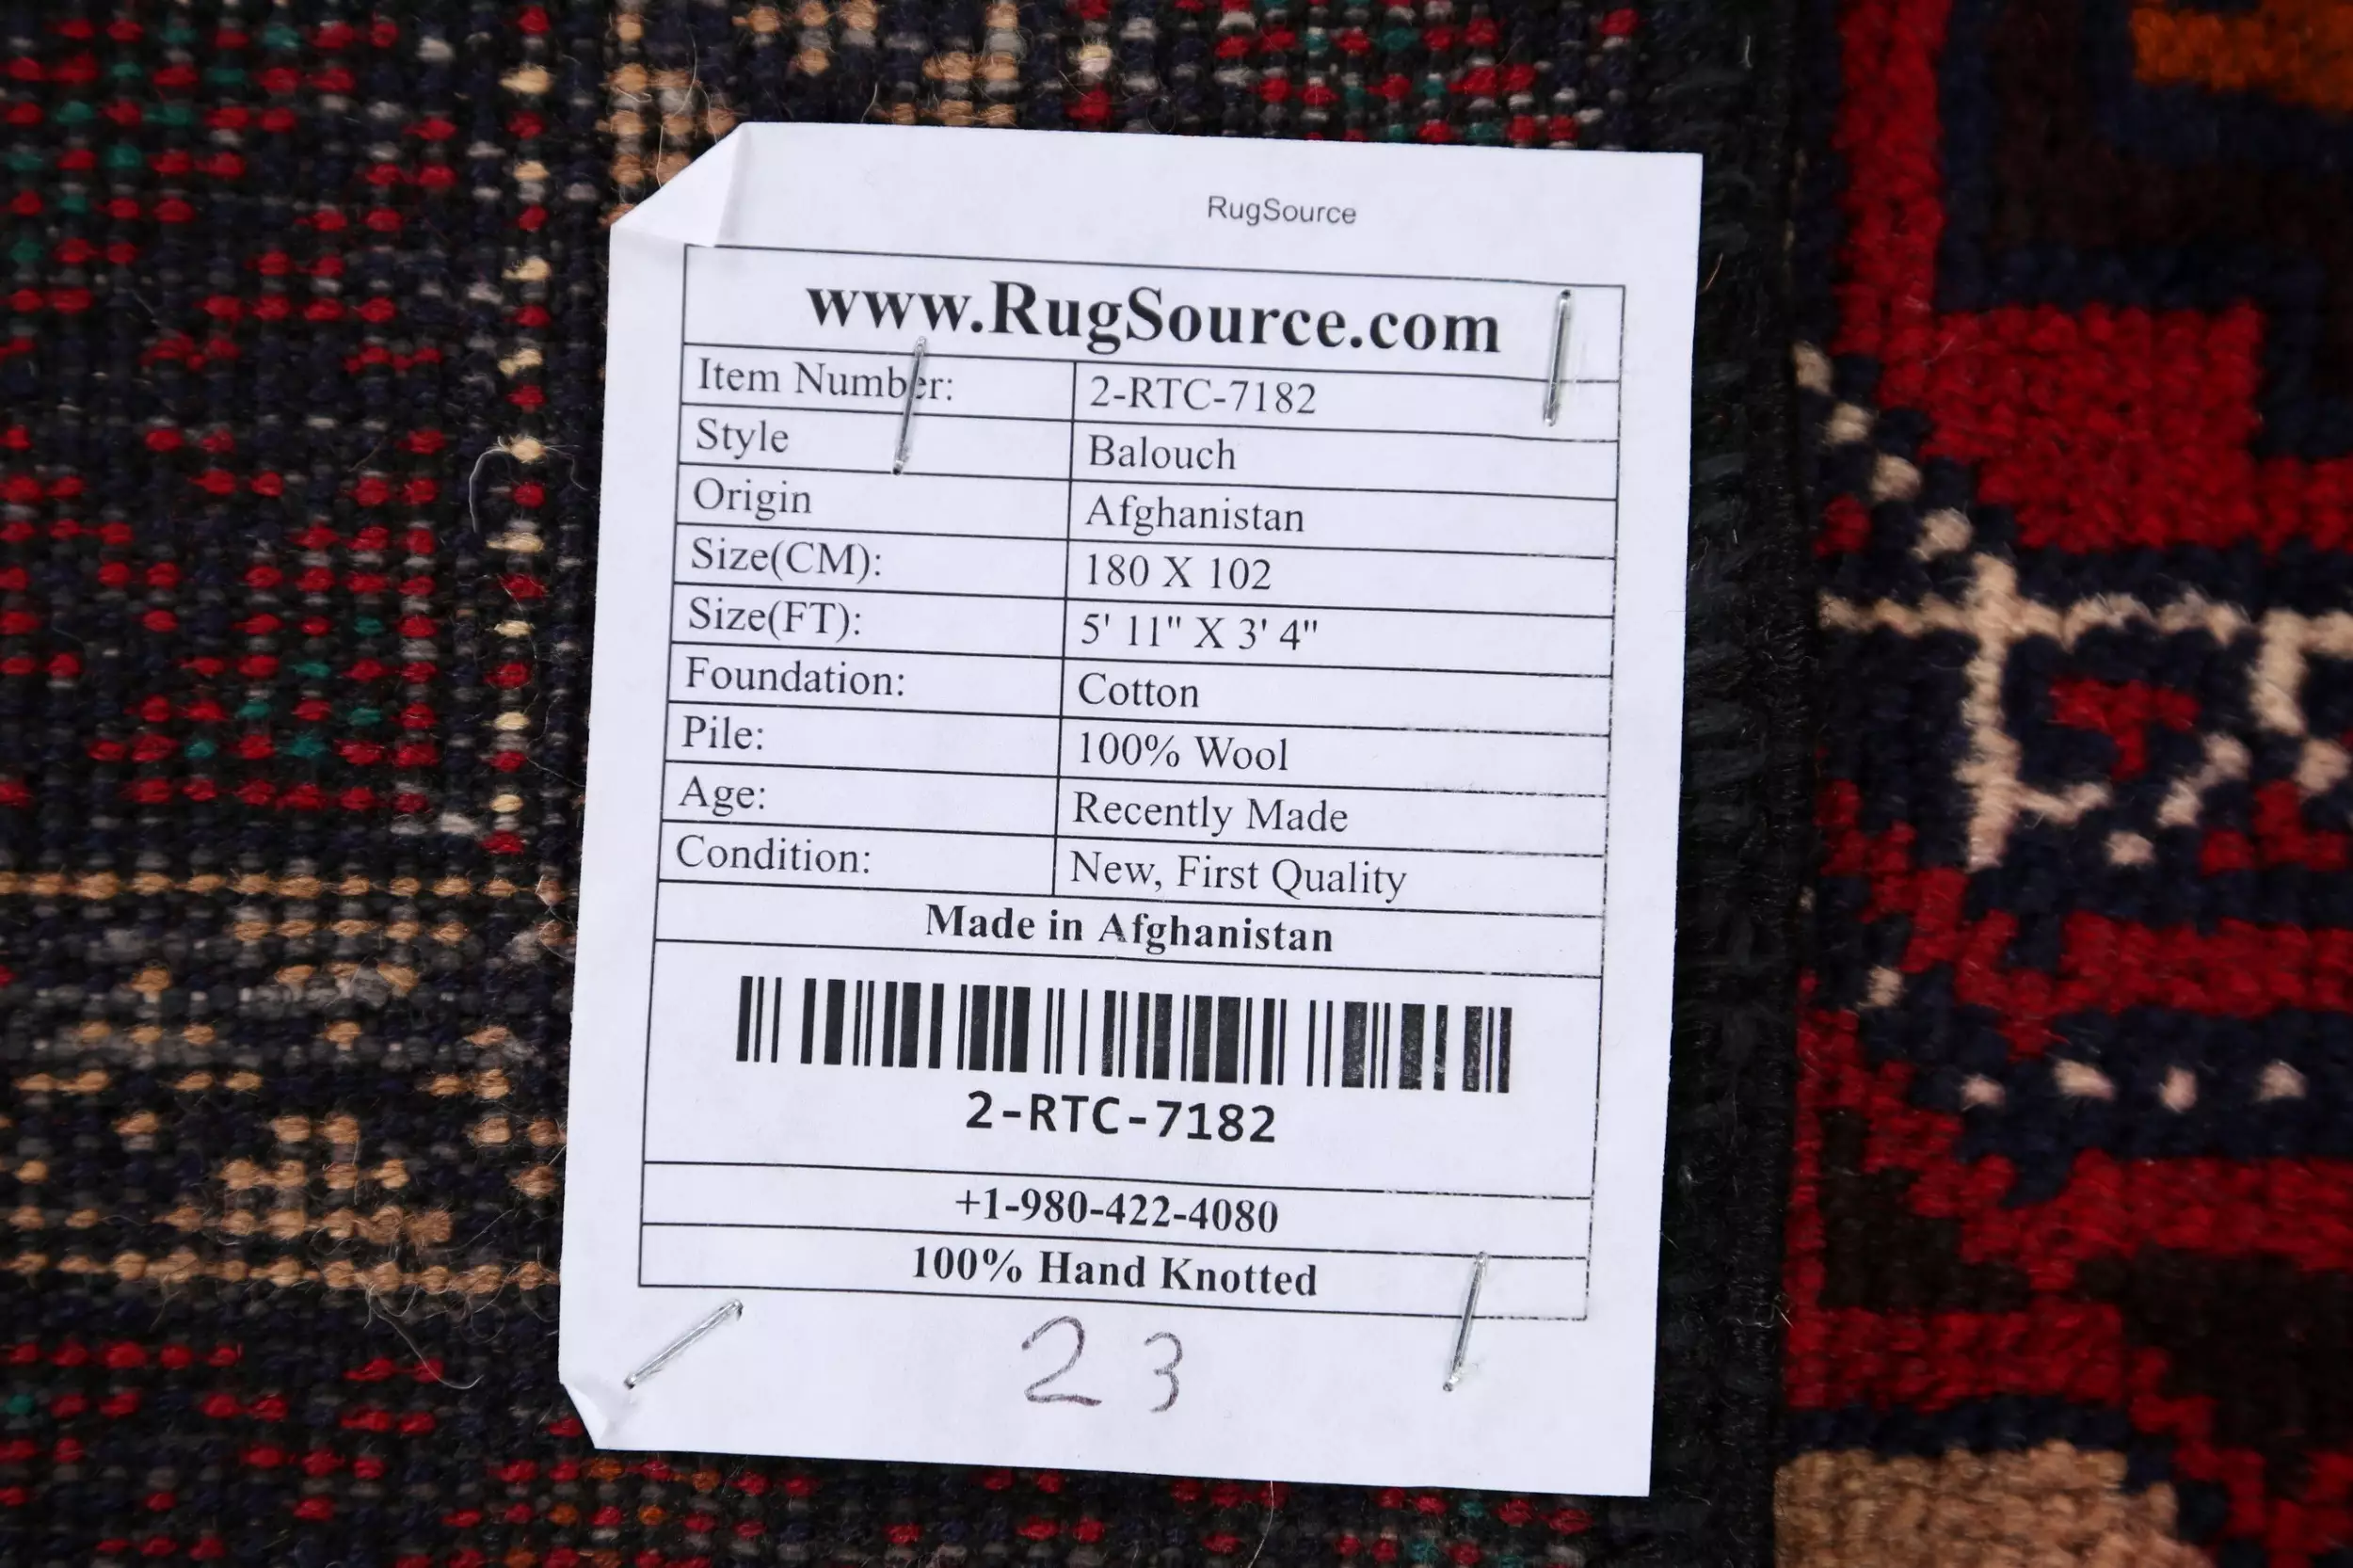 RugSource
www.RugSource.com
Item Number: 2-RTC-7182
Style Balouch
Origin Afghanistan
Size(CM): 180 X 102
Size(FT): 5' 11" X 3' 4"
Foundation: Cotton
Pile: 100% Wool
Age: Recently Made
Condition: New, First Quality
Made in Afghanistan
2-RTC-7182
+1-980-422-4080
100% Hand Knotted
23